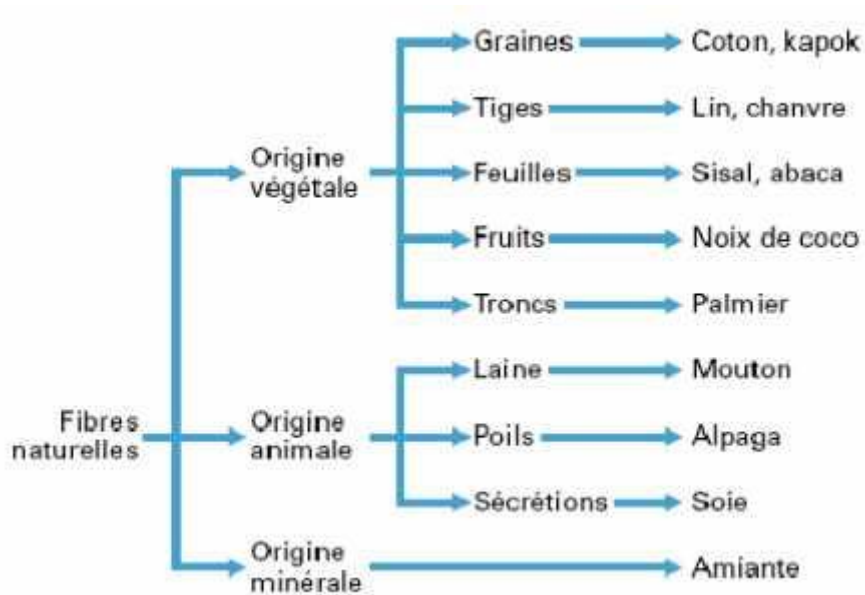 Graines
Coton, kapok
Tiges
Lin, chanvre
Origine
végétale
Feuilles
Sisal, abaca
Fruits
Noix de coco
Troncs
Palmier
Fibres
naturelles
Origine
animale
Laine
Mouton
Poils
Alpaga
Sécrétions
Soie
Origine
minérale
Amiante